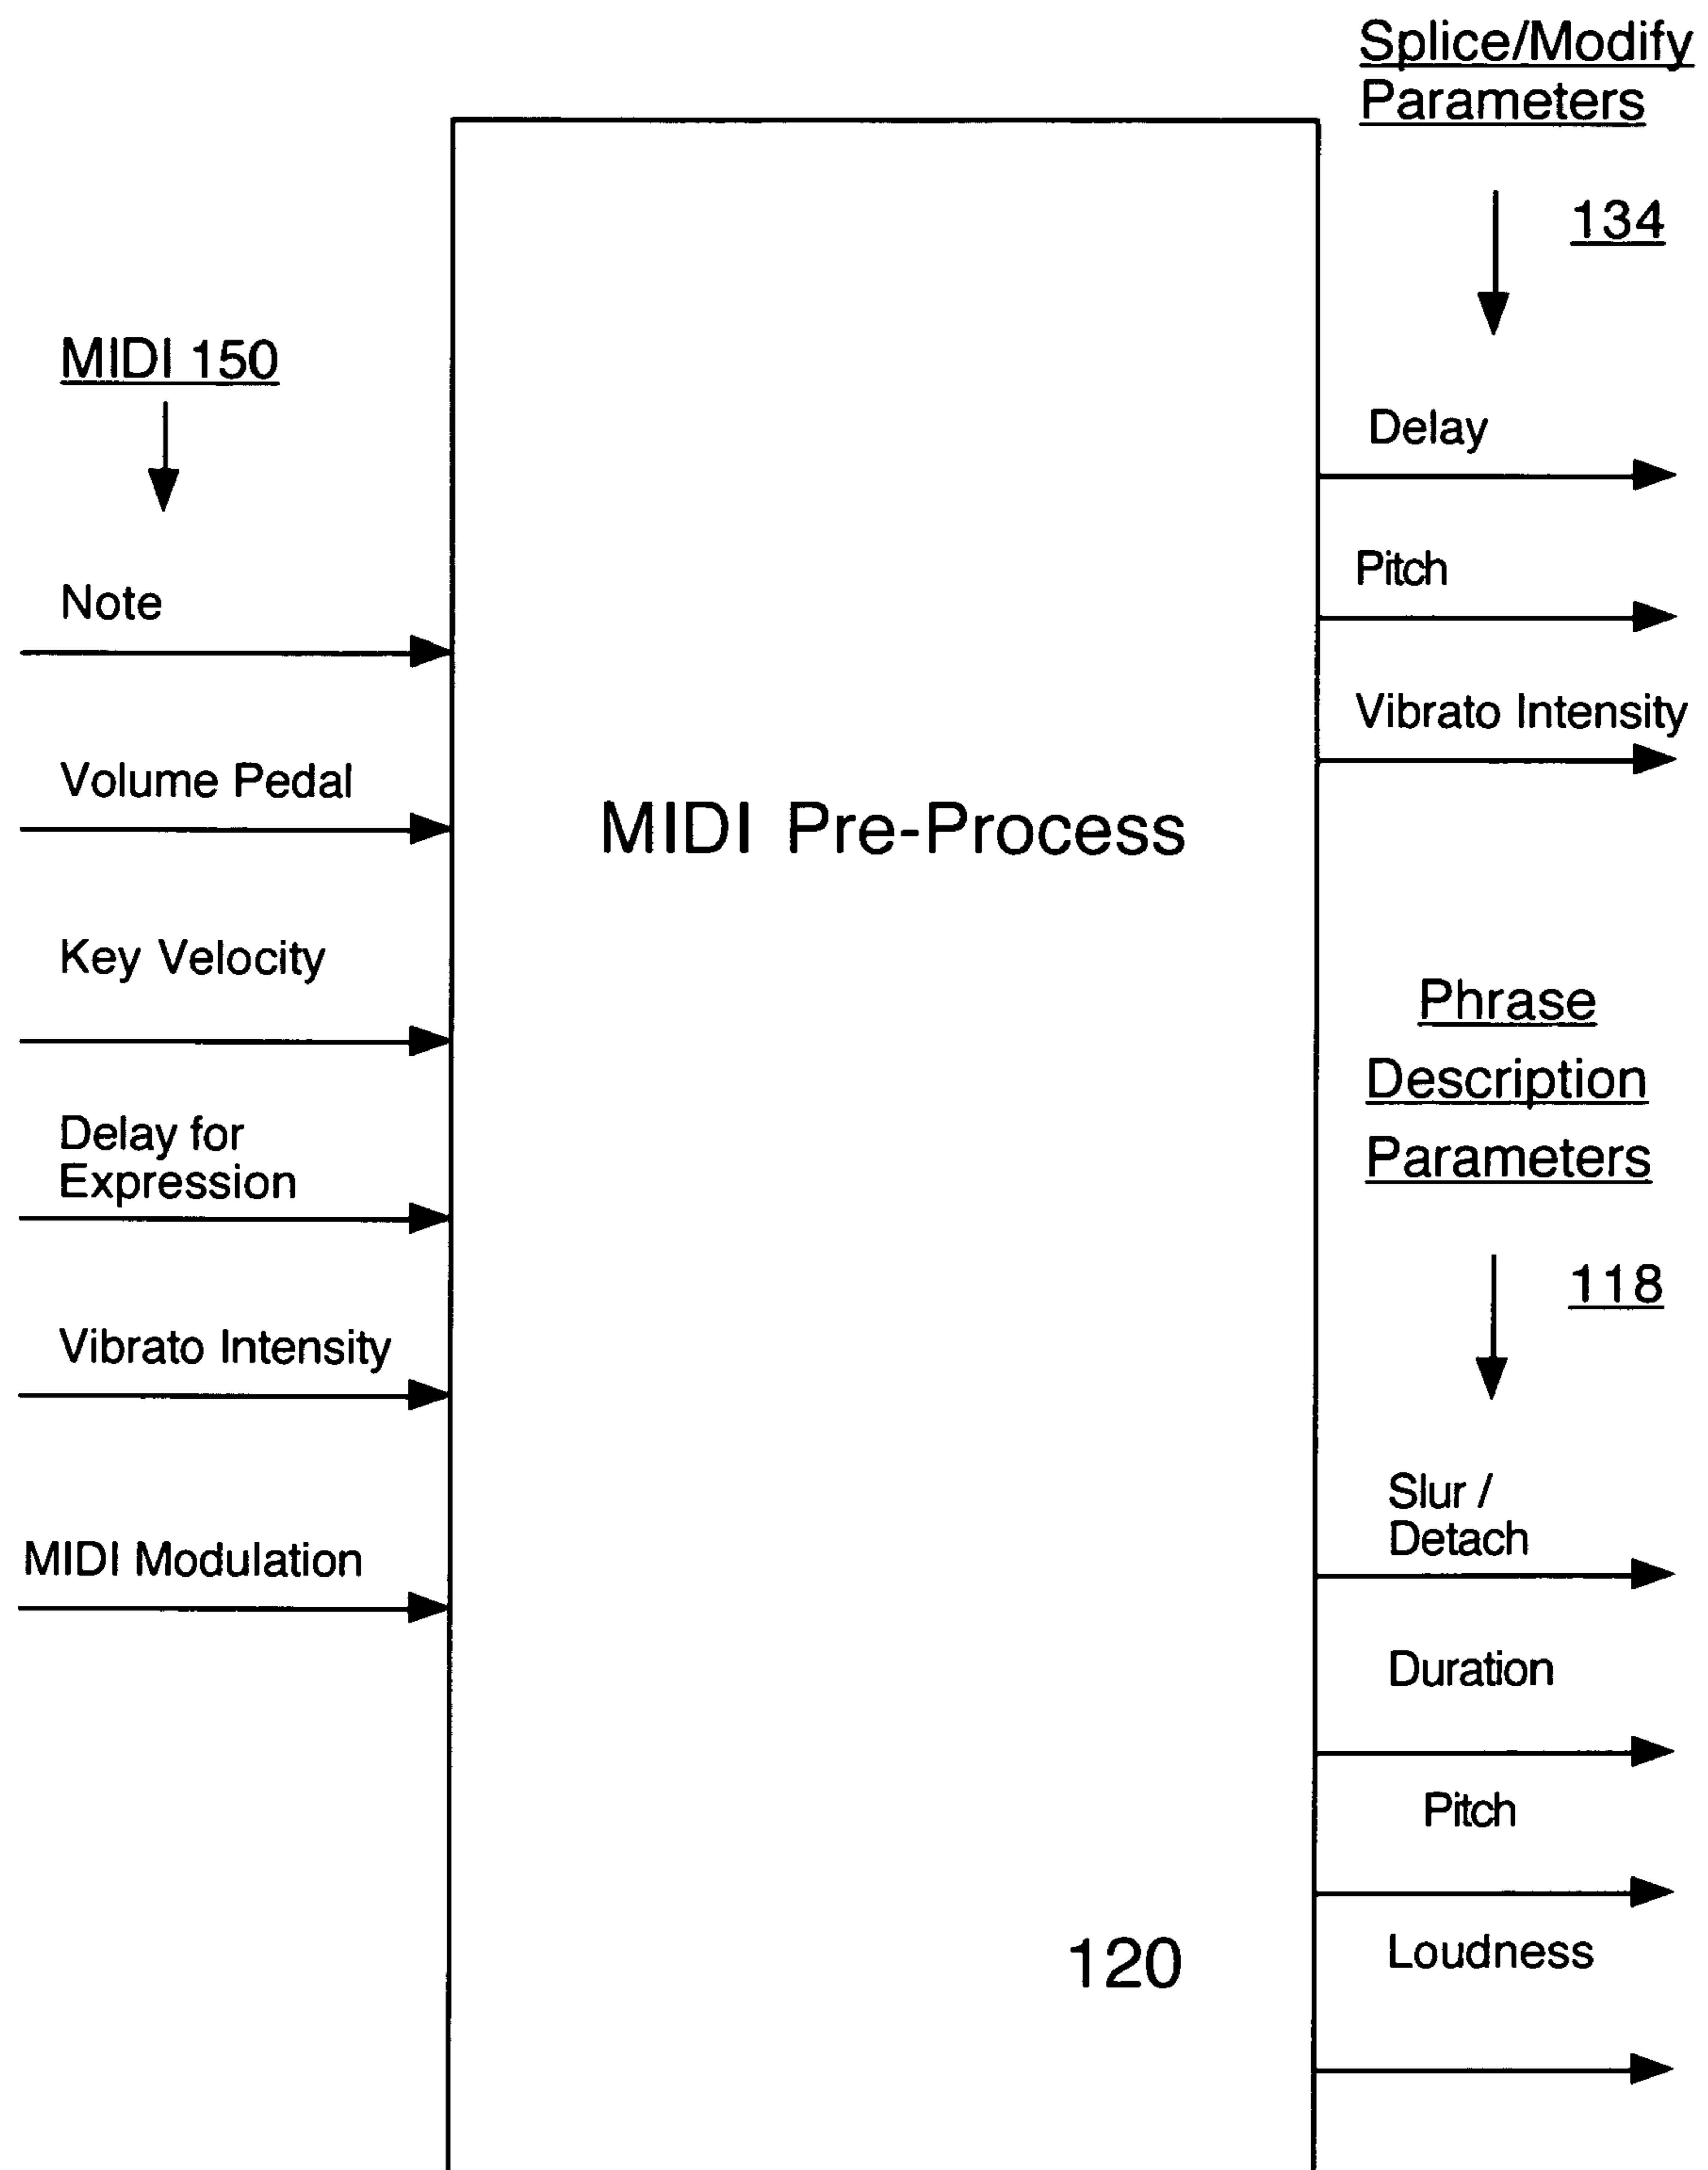 MIDI 150
Note
Volume Pedal
Key Velocity
Delay for
Expression
Vibrato Intensity
MIDI Modulation
MIDI Pre-Process
120
Splice/Modify
Parameters
134
Delay
Pitch
Vibrato Intensity
Phrase
Description
Parameters
118
Slur /
Detach
Duration
Pitch
Loudness